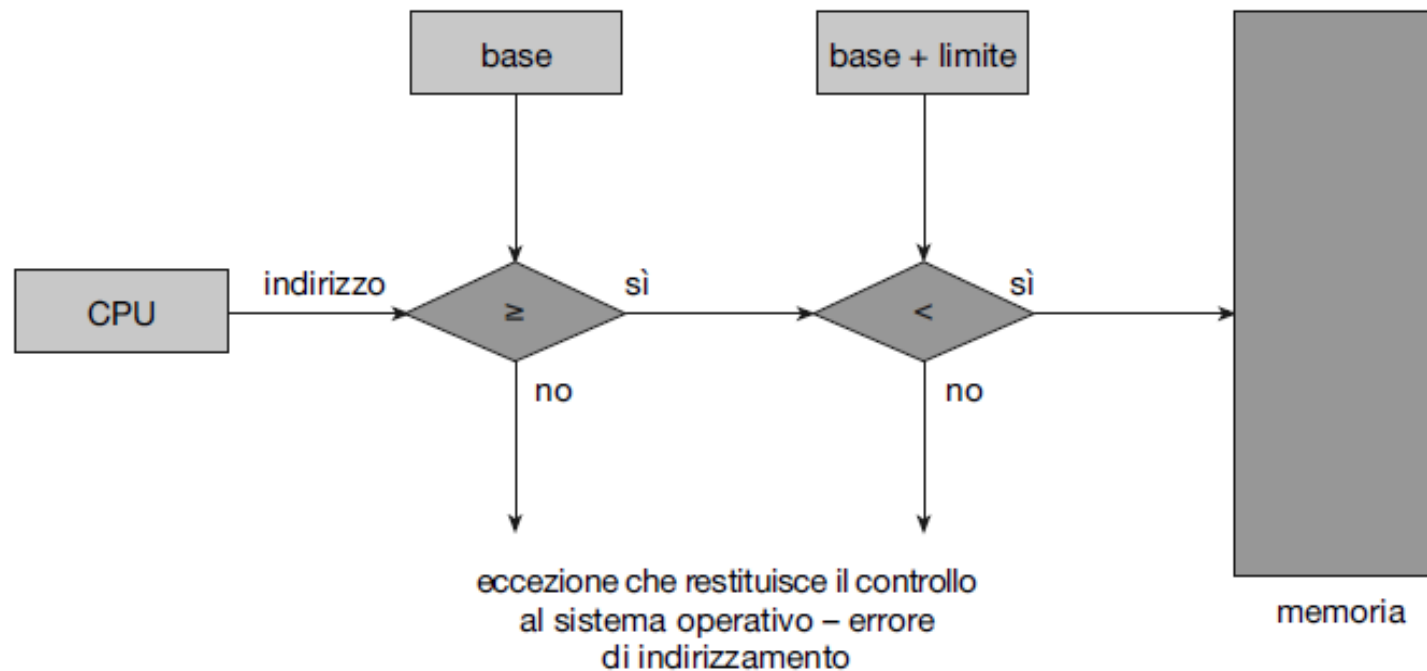 base
base + limite
CPU
indirizzo
≥
sì
<
sì
no
no
eccezione che restituisce il controllo
al sistema operativo – errore
di indirizzamento
memoria